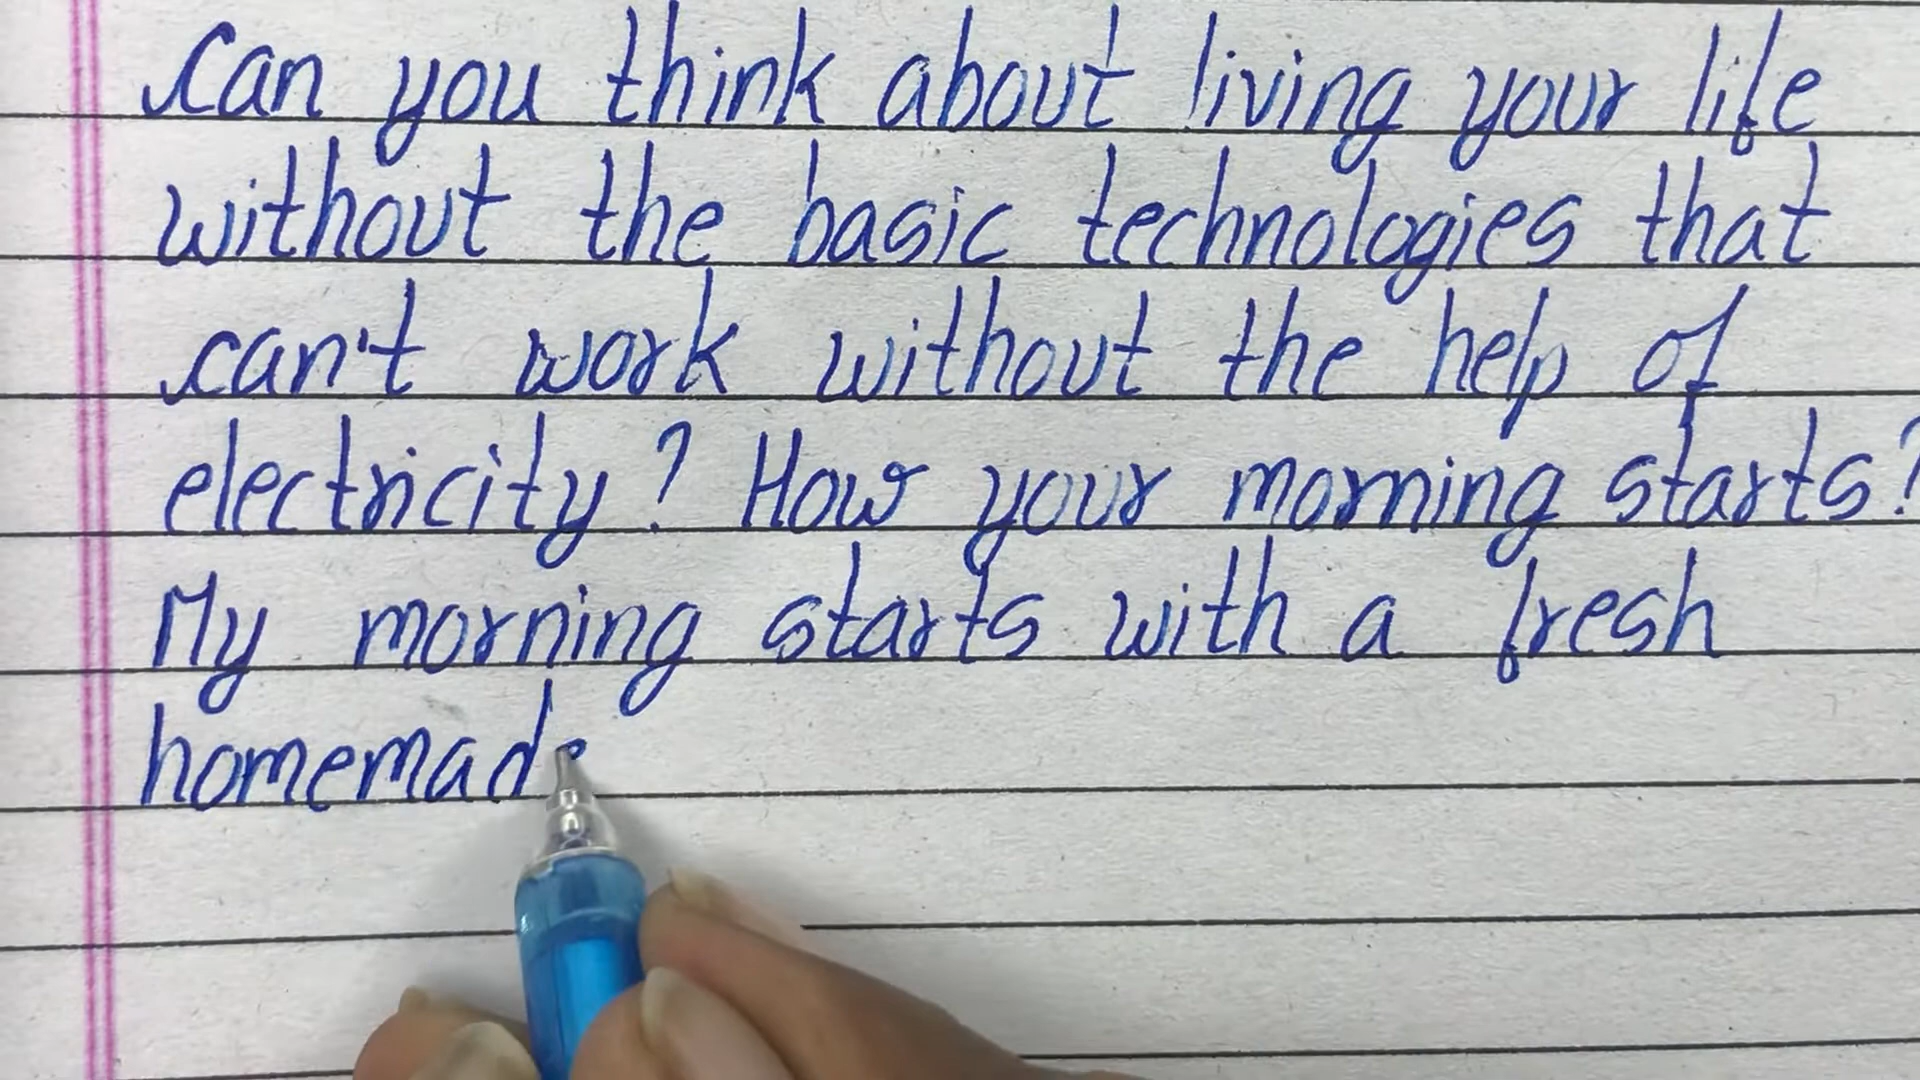 Can you think about living your life
without the basic technologies that
can't work without the help of
electricity? How your morning starts?
My morning starts with a fresh
homemade